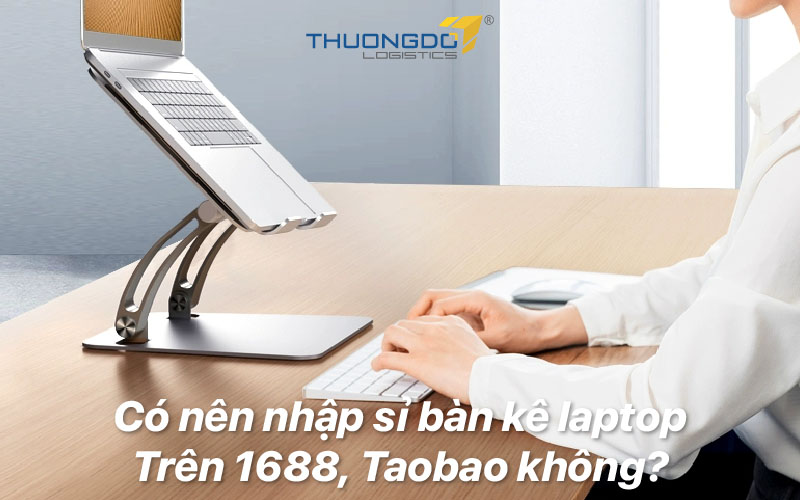 THUONGDO
LOGISTICS
®
Có nên nhập sỉ bàn kê laptop
Trên 1688, Taobao không?